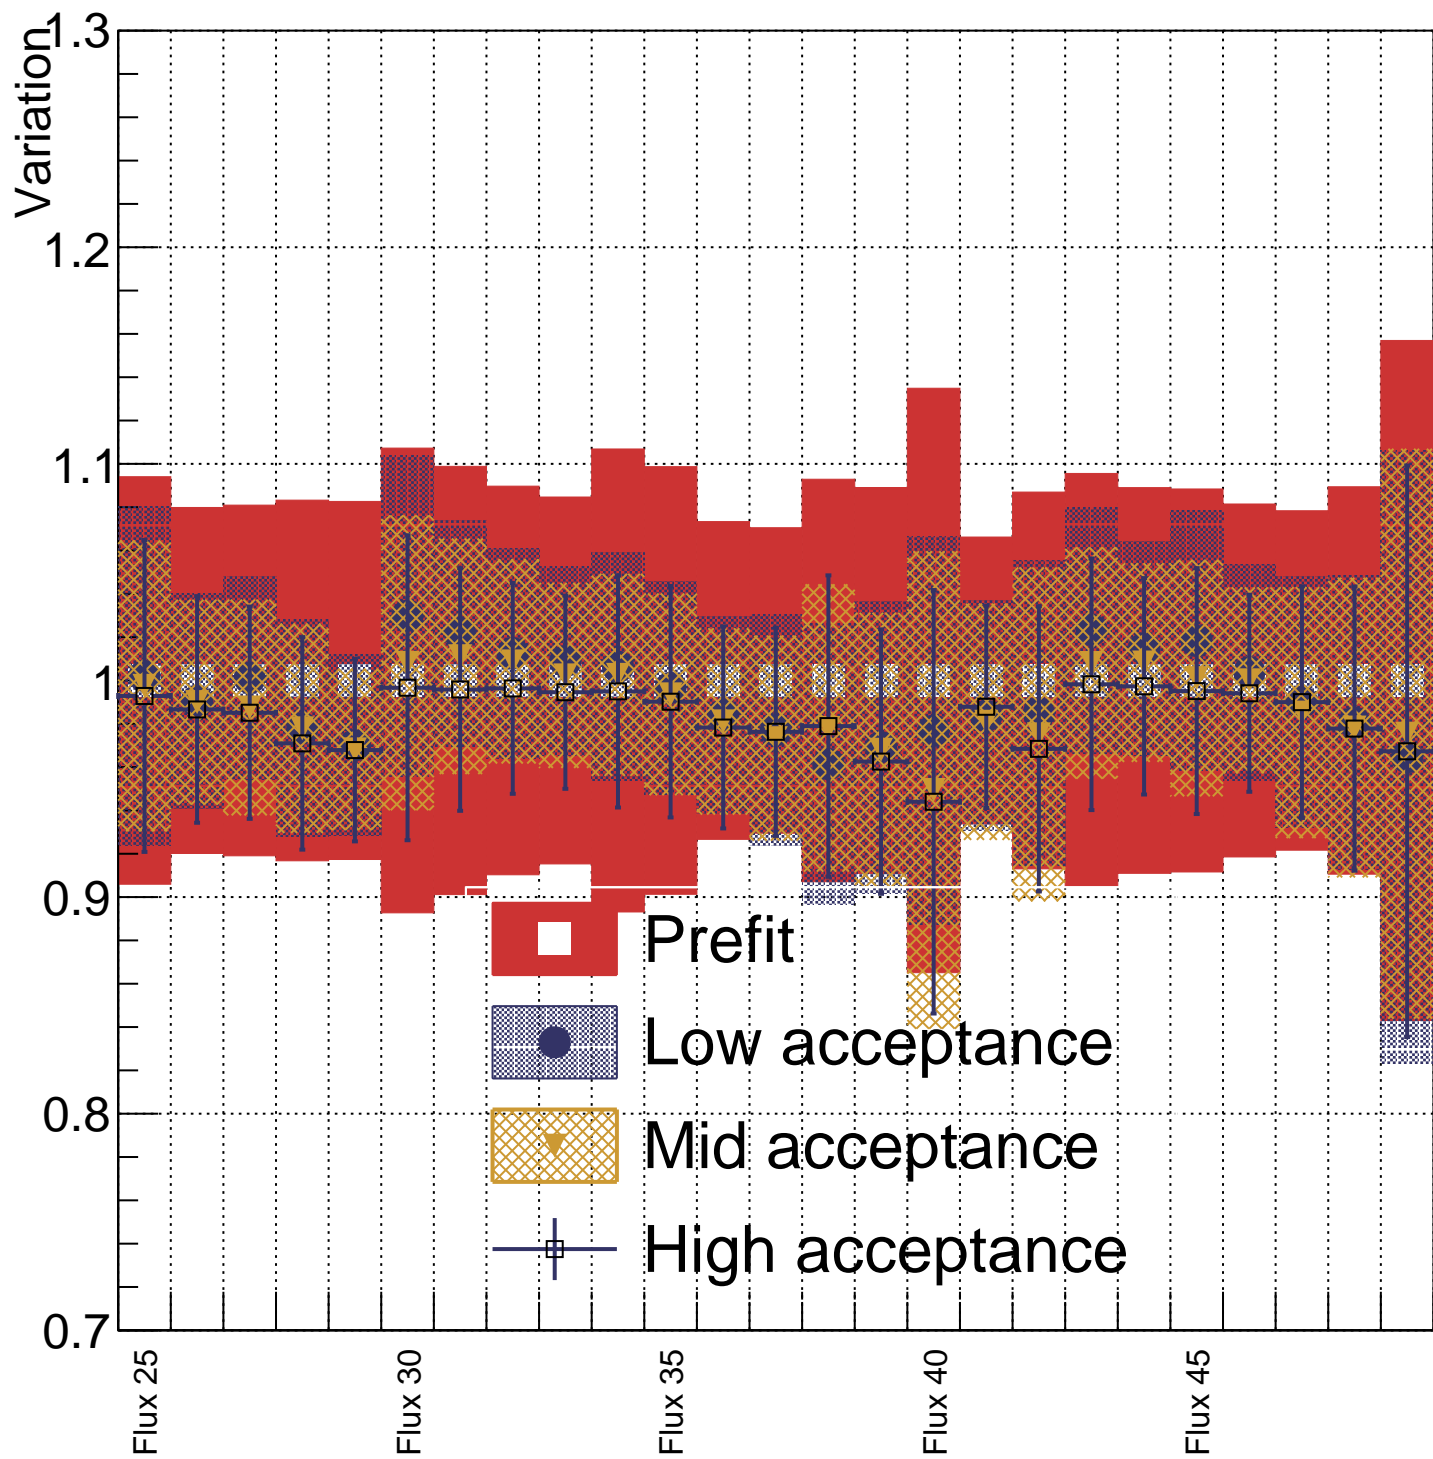 Variation
1.3
1.2
1.1
1
0.9
0.8
0.7
Prefit
Low acceptance
Mid acceptance
High acceptance
Flux 25
Flux 30
Flux 35
Flux 40
Flux 45